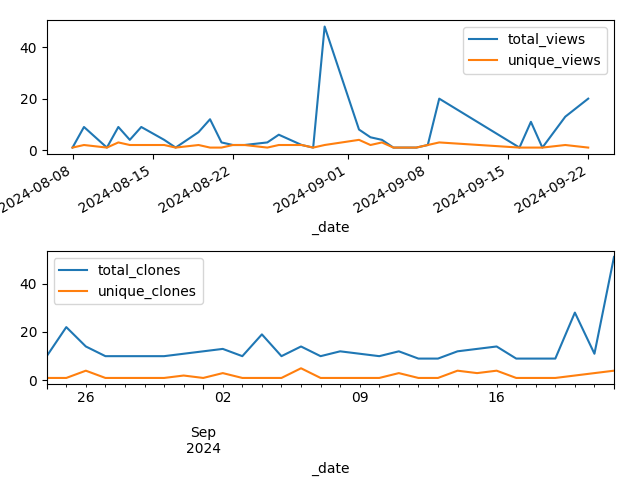 40
20
0
total_views
unique_views
2024-08-08
2024-08-15
2024-08-22
2024-09-01
2024-09-08
2024-09-15
2024-09-22
_date
total_clones
unique_clones
40
20
0
26
02
09
16
Sep
2024
_date